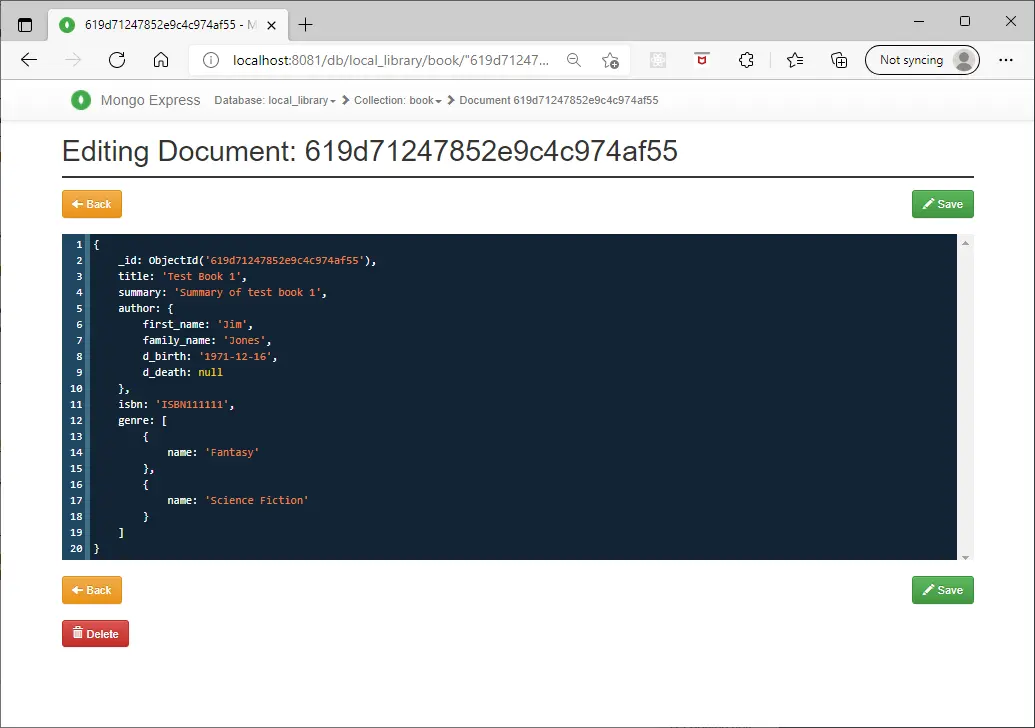 619d71247852e9c4c974af55 - M
localhost:8081/db/local_library/book/"619d71247...
Not syncing
Mongo Express Database: local_library Collection: book Document 619d71247852e9c4c974af55
Editing Document: 619d71247852e9c4c974af55
Back Save
1 {
2 _id: ObjectId('619d71247852e9c4c974af55'),
3 title: 'Test Book 1',
4 summary: 'Summary of test book 1',
5 author: {
6 first_name: 'Jim',
7 family_name: 'Jones',
8 d_birth: '1971-12-16',
9 d_death: null
10 },
11 isbn: 'ISBN111111',
12 genre: [
13 {
14 name: 'Fantasy'
15 },
16 {
17 name: 'Science Fiction'
18 }
19 ]
20 }
Back Save
Delete